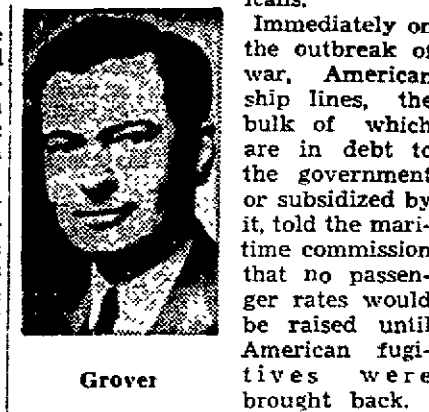 Immediately on
the outbreak of
war, American
ship lines, the
bulk of which
are in debt to
the government
or subsidized by
it, told the mari-
time commission
that no passen-
ger rates would
be raised until
American fugi-
tives were
brought back.
Grover